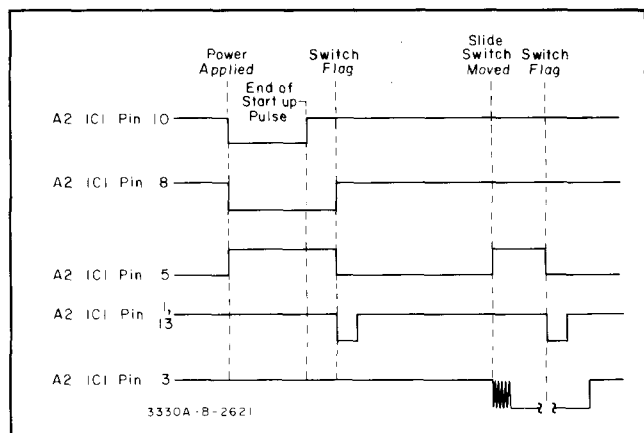 Power
Applied
End of
Start up
Pulse
Switch
Flag
Slide
Switch
Moved
Switch
Flag
A2 IC1 Pin 10
A2 IC1 Pin 8
A2 IC1 Pin 5
A2 IC1 Pin 1,
13
A2 IC1 Pin 3
3330A-B-2621